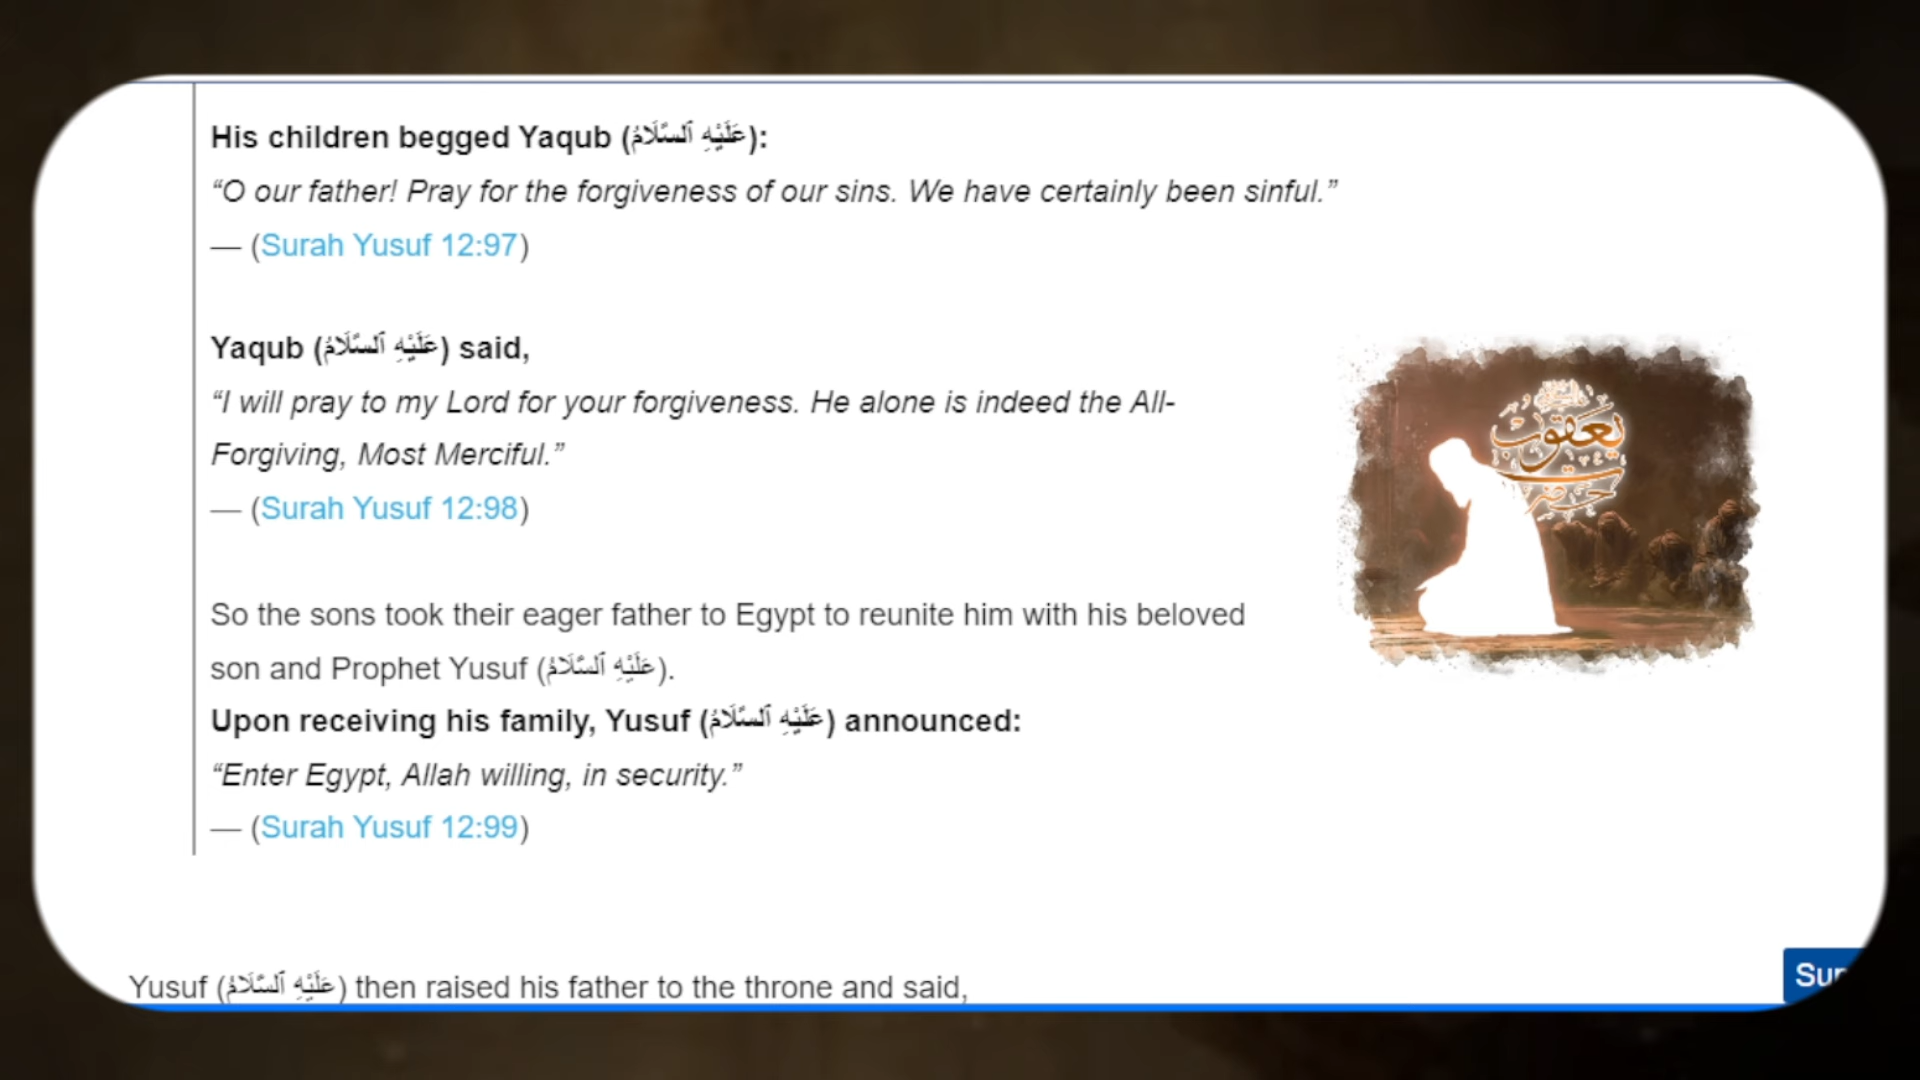 His children begged Yaqub (عَلَيْهِ ٱلسَّلَامُ):
“O our father! Pray for the forgiveness of our sins. We have certainly been sinful.”
— (Surah Yusuf 12:97)
Yaqub (عَلَيْهِ ٱلسَّلَامُ) said,
“I will pray to my Lord for your forgiveness. He alone is indeed the All-
Forgiving, Most Merciful.”
— (Surah Yusuf 12:98)
يعقوب
حضرت
So the sons took their eager father to Egypt to reunite him with his beloved
son and Prophet Yusuf (عَلَيْهِ ٱلسَّلَامُ).
Upon receiving his family, Yusuf (عَلَيْهِ ٱلسَّلَامُ) announced:
“Enter Egypt, Allah willing, in security.”
— (Surah Yusuf 12:99)
Yusuf (عَلَيْهِ ٱلسَّلَامُ) then raised his father to the throne and said,